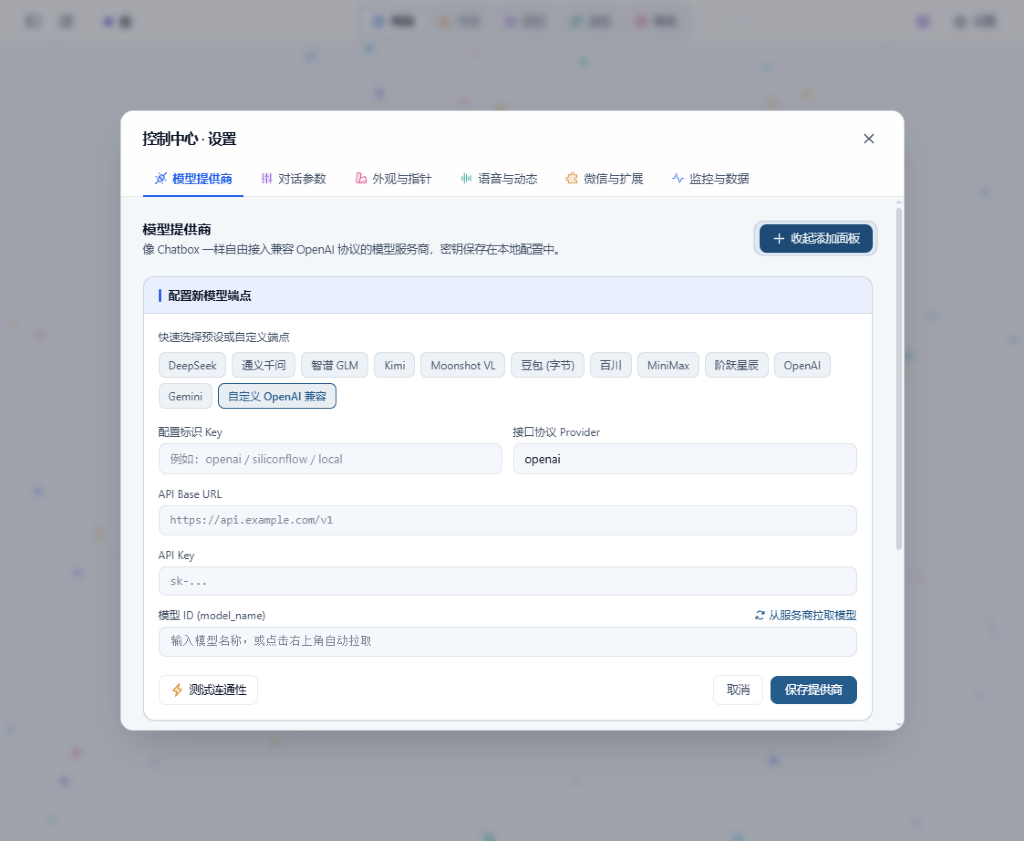 控制中心 · 设置
模型提供商 对话参数 外观与指针 语音与动态 微信与扩展 监控与数据
模型提供商
像 Chatbox 一样自由接入兼容 OpenAI 协议的模型服务商，密钥保存在本地配置中。
收起添加面板
配置新模型端点
快速选择预设或自定义端点
DeepSeek 通义千问 智谱 GLM Kimi Moonshot VL 豆包 (字节) 百川 MiniMax 阶跃星辰 OpenAI
Gemini 自定义 OpenAI 兼容
配置标识 Key 接口协议 Provider
例如：openai / siliconflow / local openai
API Base URL
https://api.example.com/v1
API Key
sk-...
模型 ID (model_name) 从服务商拉取模型
输入模型名称，或点击右上角自动拉取
测试连通性 取消 保存提供商